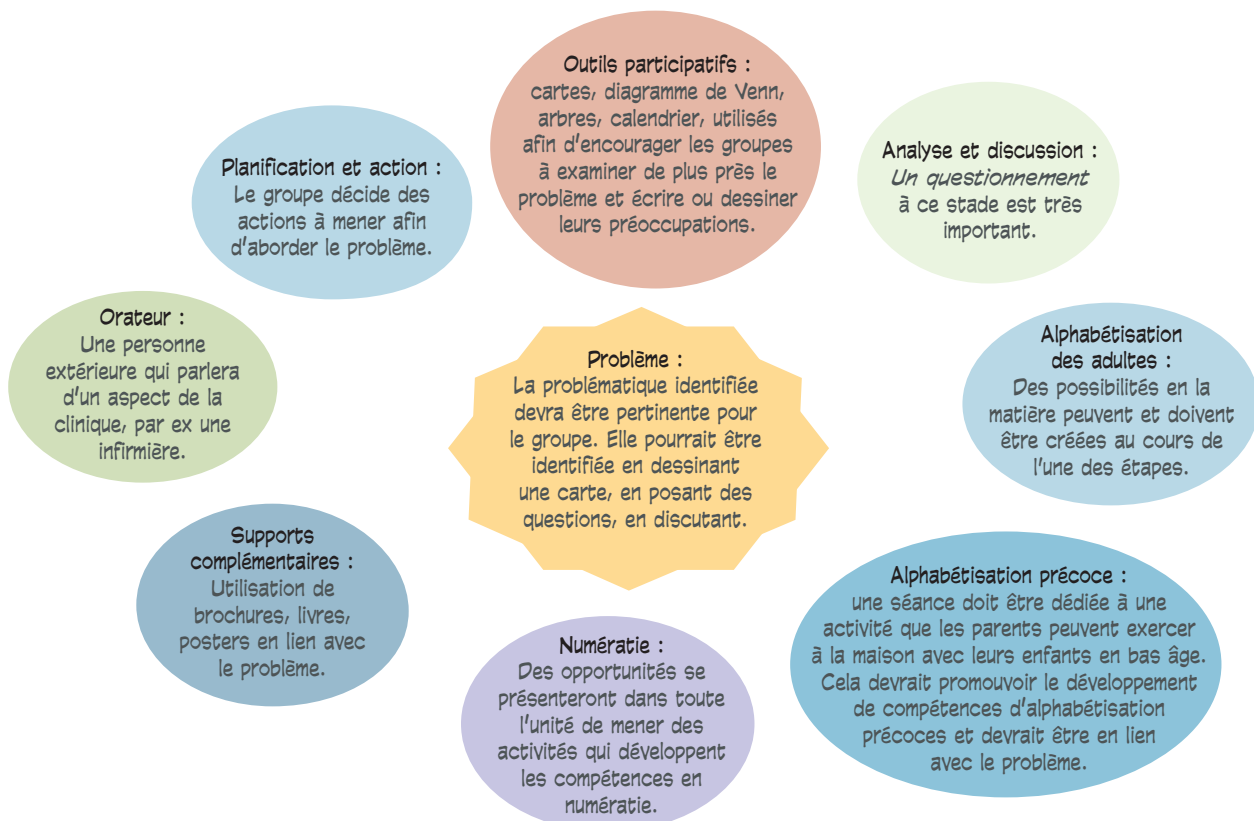 Outils participatifs :
cartes, diagramme de Venn,
arbres, calendrier, utilisés
afin d'encourager les groupes
à examiner de plus près le
problème et écrire ou dessiner
leurs préoccupations.
Analyse et discussion :
Un questionnement
à ce stade est très
important.
Alphabétisation
des adultes :
Des possibilités en la
matière peuvent et doivent
être créées au cours de
l'une des étapes.
Alphabétisation précoce :
une séance doit être dédiée à une
activité que les parents peuvent exercer
à la maison avec leurs enfants en bas âge.
Cela devrait promouvoir le développement
de compétences d'alphabétisation
précoces et devrait être en lien
avec le problème.
Numératie :
Des opportunités se
présenteront dans toute
l'unité de mener des
activités qui développent
les compétences en
numératie.
Supports
complémentaires :
Utilisation de
brochures, livres,
posters en lien avec
le problème.
Orateur :
Une personne
extérieure qui parlera
d'un aspect de la
clinique, par ex une
infirmière.
Planification et action :
Le groupe décide des
actions à mener afin
d'aborder le problème.
Problème :
La problématique identifiée
devra être pertinente pour
le groupe. Elle pourrait être
identifiée en dessinant
une carte, en posant des
questions, en discutant.